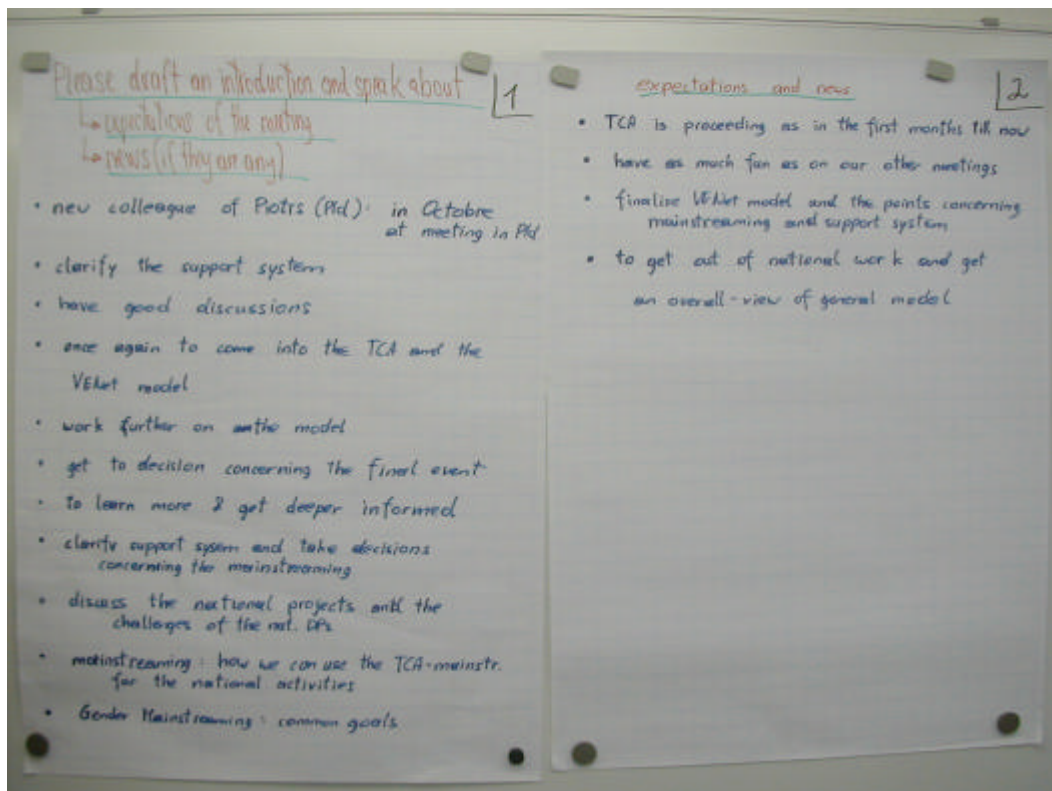 Please draft an introduction and speak about
↳ expectations of the meeting
↳ news (if they are any)
1
• new colleague of Piotrs (Pld). in Octobre
at meeting in Pld
• clarify the support system
• have good discussions
• once again to come into the TCA and the
VENet model
• work further on the model
• get to decision concerning the final event
• to learn more & get deeper informed
• clarify support sysem and take decisions
concerning the mainstreaming
• discuss the national projects and the
challeges of the nat. DPs
• mainstreaming : how we can use the TCA-mainstr.
for the national activities
• Gender Mainstreaming : common goals
expectations and news
2
• TCA is proceeding as in the first months till now
• have as much fun as on our other meetings
• finalise VENet model and the points concerning
mainstreaming and support system
• to get out of national work and get
an overall-view of general model